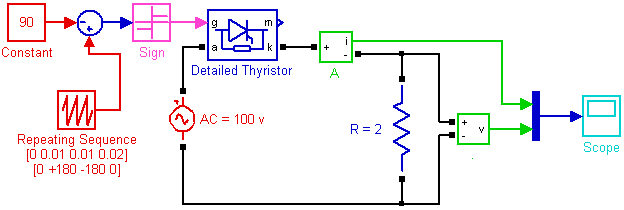 90
Constant
+
+
Sign
g
m
a
k
Detailed Thyristor
+
i
-
A
Repeating Sequence
[0 0.01 0.01 0.02]
[0 +180 -180 0]
AC = 100 v
R = 2
+
-
v
Scope